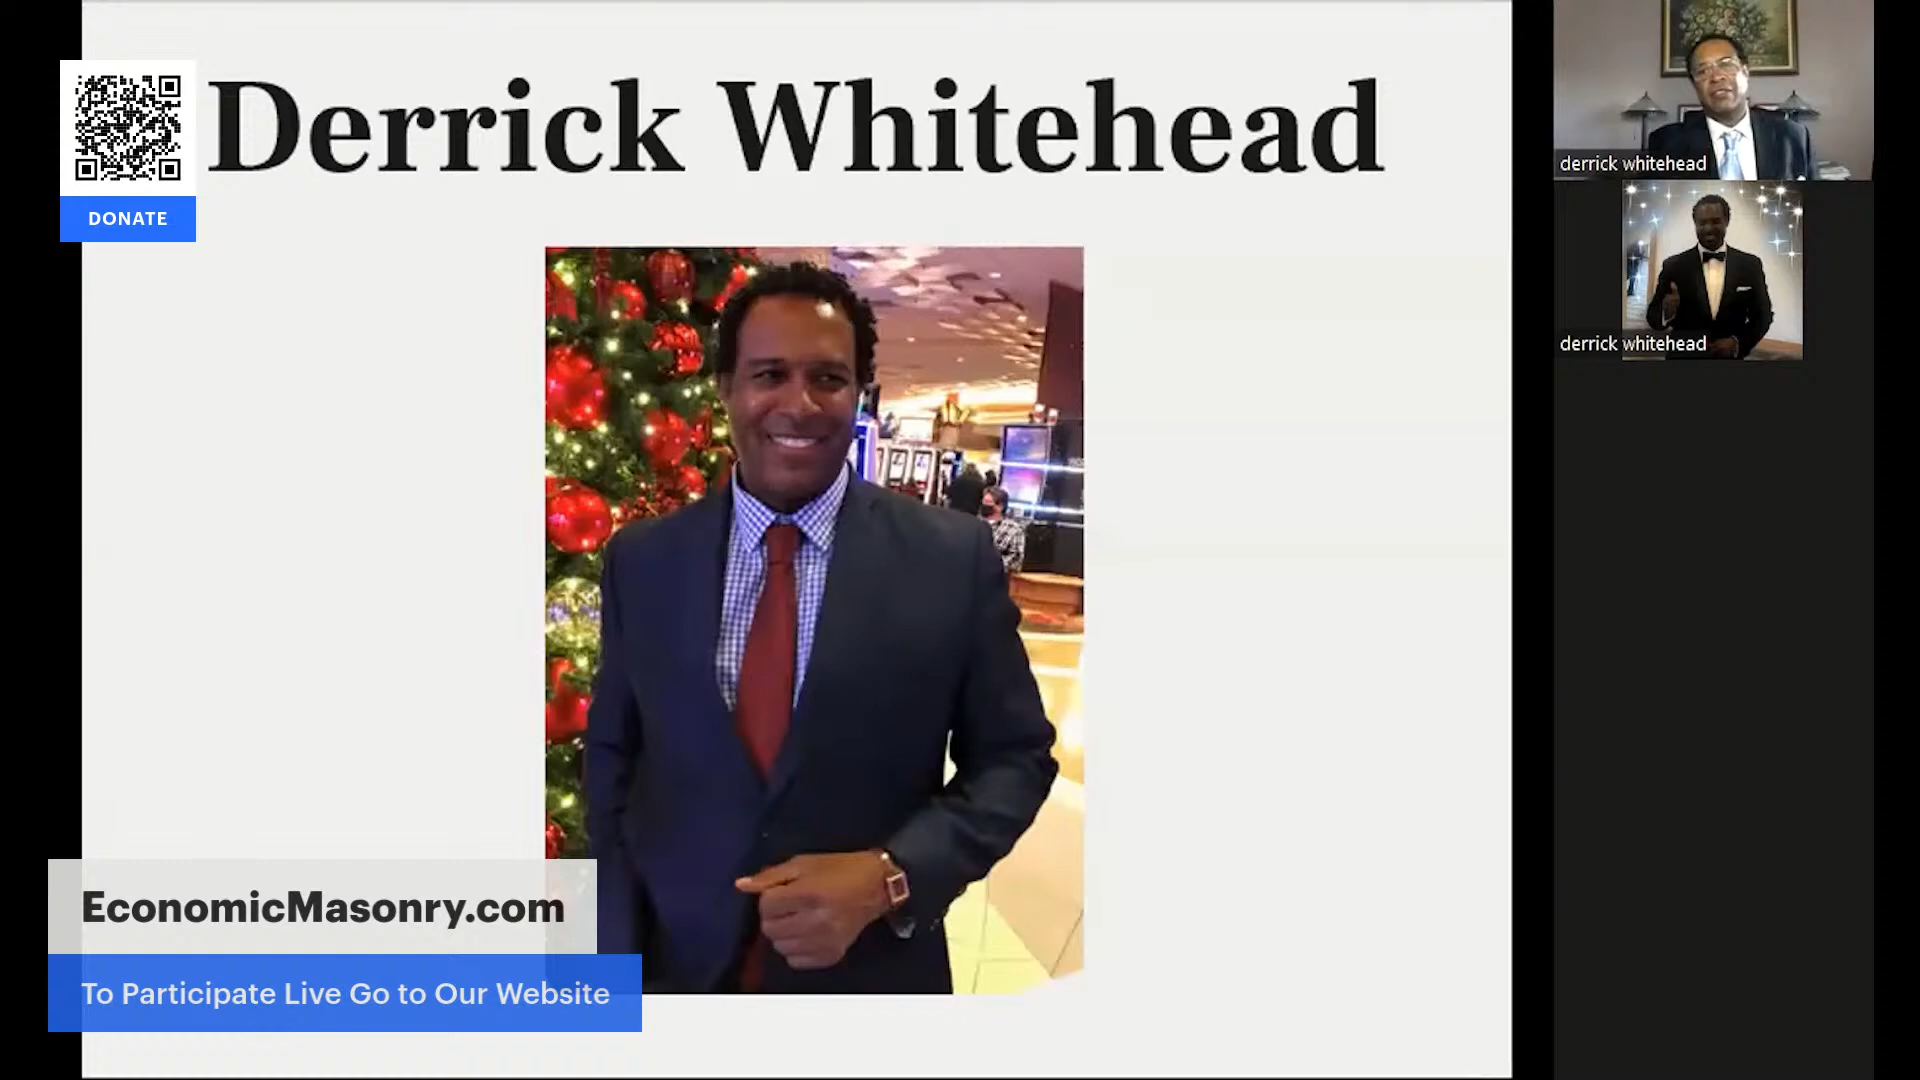 Derrick Whitehead
DONATE
derrick whitehead
derrick whitehead
EconomicMasonry.com
To Participate Live Go to Our Website